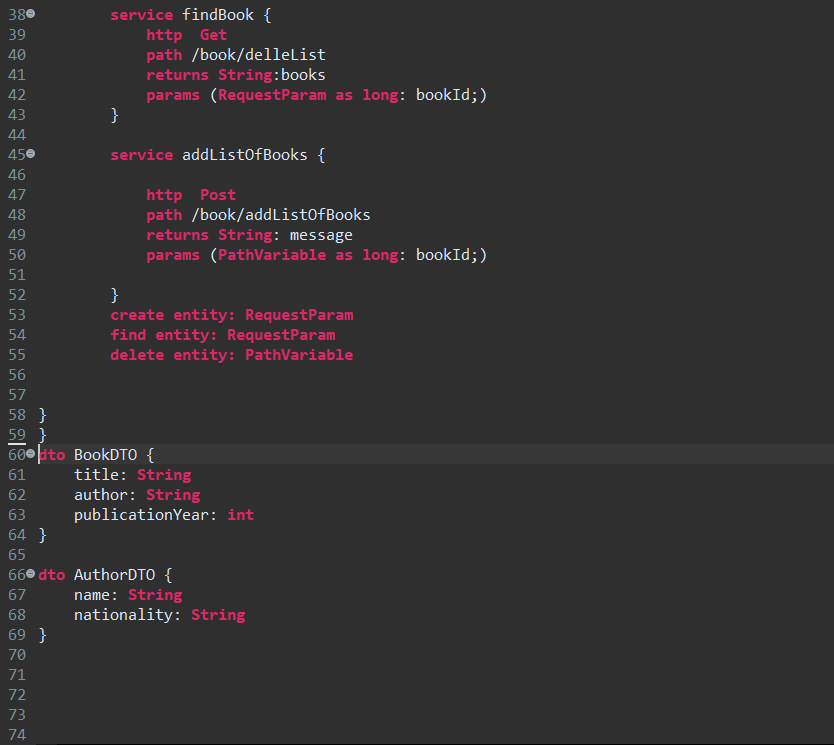 38 service findBook {
39 http  Get
40 path /book/delleList
41 returns String:books
42 params (RequestParam as long: bookId;)
43 }
44
45 service addListOfBooks {
46
47 http  Post
48 path /book/addListOfBooks
49 returns String: message
50 params (PathVariable as long: bookId;)
51
52 }
53 create entity: RequestParam
54 find entity: RequestParam
55 delete entity: PathVariable
56
57
58 }
59 }
60 dto BookDTO {
61 title: String
62 author: String
63 publicationYear: int
64 }
65
66 dto AuthorDTO {
67 name: String
68 nationality: String
69 }
70
71
72
73
74